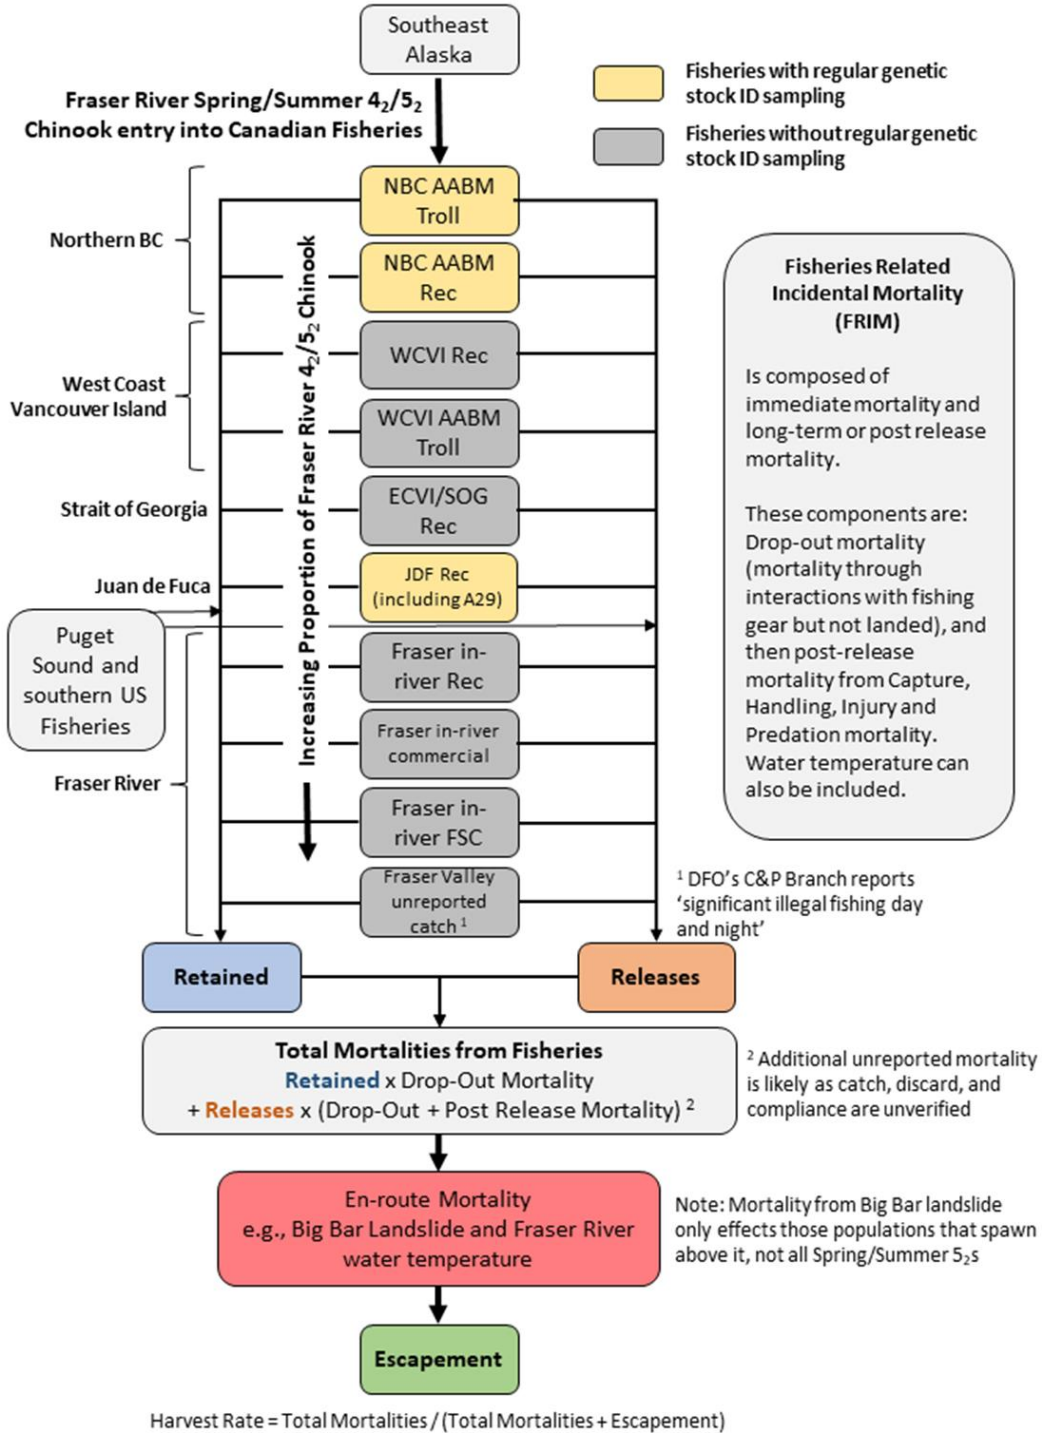 Southeast
Alaska
Fraser River Spring/Summer 4₂/5₂
Chinook entry into Canadian Fisheries
Fisheries with regular genetic
stock ID sampling
Fisheries without regular genetic
stock ID sampling
NBC AABM
Troll
Northern BC
NBC AABM
Rec
WCVI Rec
West Coast
Vancouver Island
WCVI AABM
Troll
Strait of Georgia
ECVI/SOG
Rec
Juan de Fuca
JDF Rec
(including A29)
Puget
Sound and
southern US
Fisheries
Increasing Proportion of Fraser River 4₂/5₂ Chinook
Fraser in-
river Rec
Fraser in-river
commercial
Fraser River
Fraser in-
river FSC
Fraser Valley
unreported
catch ¹
Fisheries Related
Incidental Mortality
(FRIM)
Is composed of
immediate mortality and
long-term or post release
mortality.
These components are:
Drop-out mortality
(mortality through
interactions with fishing
gear but not landed), and
then post-release
mortality from Capture,
Handling, Injury and
Predation mortality.
Water temperature can
also be included.
¹ DFO's C&P Branch reports
‘significant illegal fishing day
and night’
Retained
Releases
Total Mortalities from Fisheries
Retained x Drop-Out Mortality
+ Releases x (Drop-Out + Post Release Mortality) ²
² Additional unreported mortality
is likely as catch, discard, and
compliance are unverified
En-route Mortality
e.g., Big Bar Landslide and Fraser River
water temperature
Note: Mortality from Big Bar landslide
only effects those populations that spawn
above it, not all Spring/Summer 5₂s
Escapement
Harvest Rate = Total Mortalities / (Total Mortalities + Escapement)